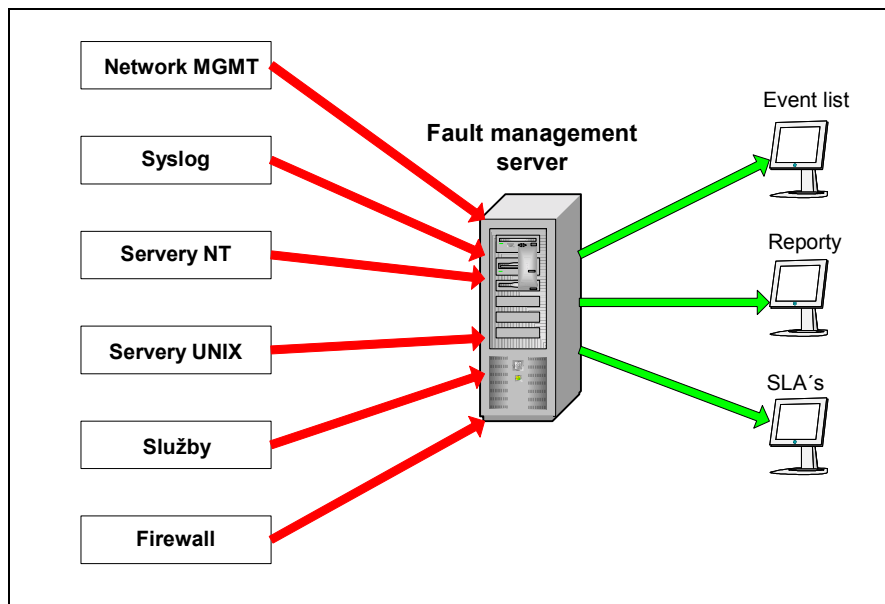 Network MGMT
Syslog
Servery NT
Servery UNIX
Služby
Firewall
Fault management
server
Event list
Reporty
SLA´s